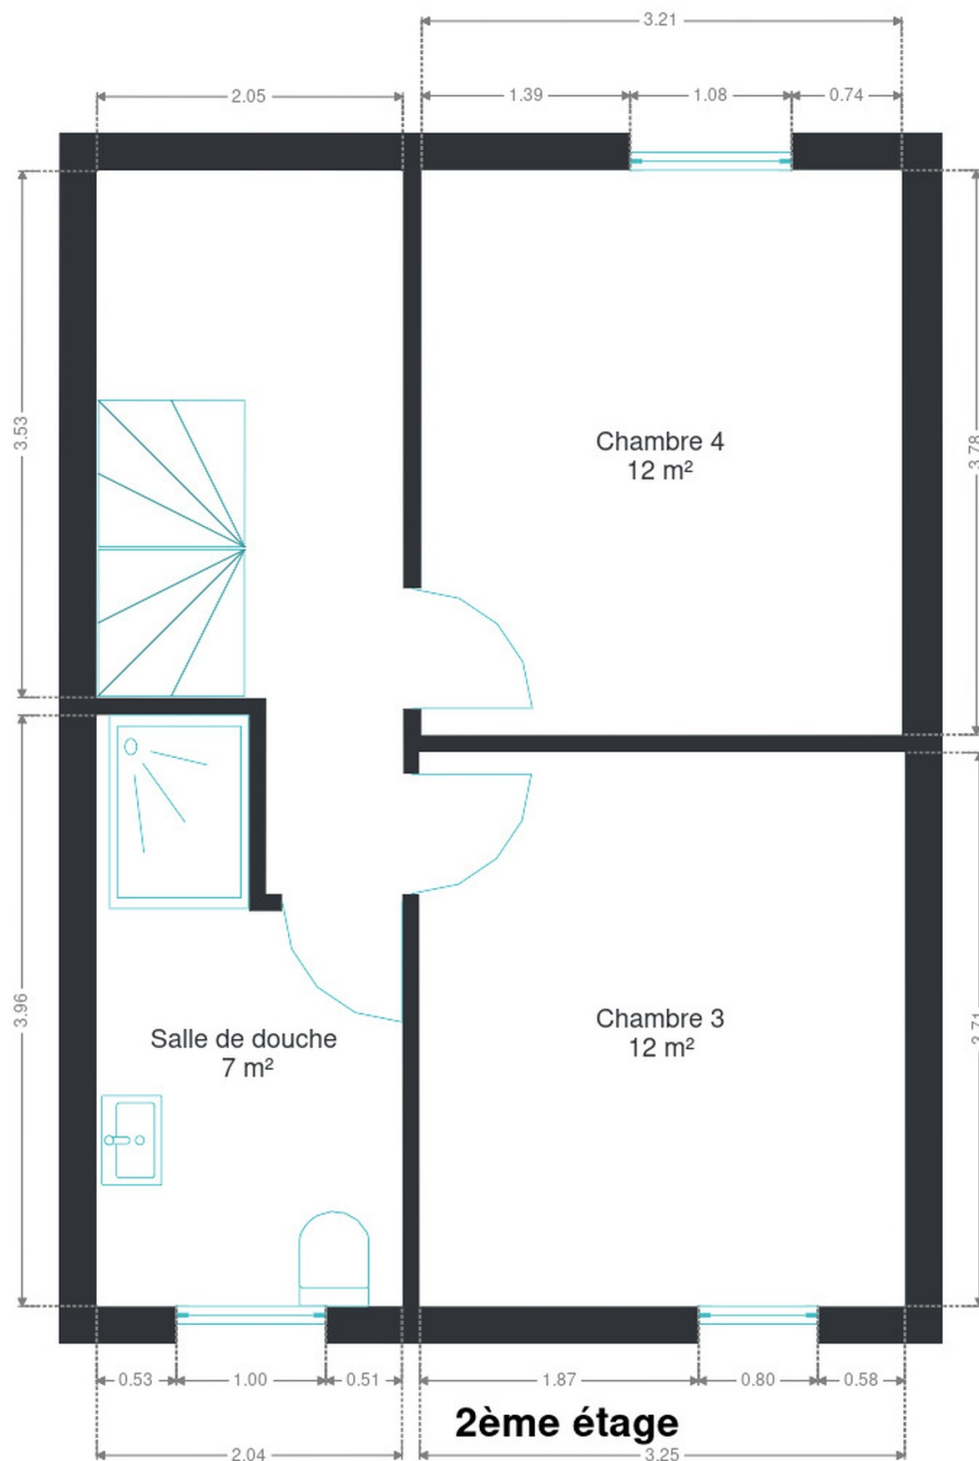 3.21
2.05
1.39
1.08
0.74
3.53
Chambre 4
12 m²
3.78
3.96
Salle de douche
7 m²
Chambre 3
12 m²
3.71
0.53
1.00
0.51
1.87
0.80
0.58
2ème étage
2.04
3.25